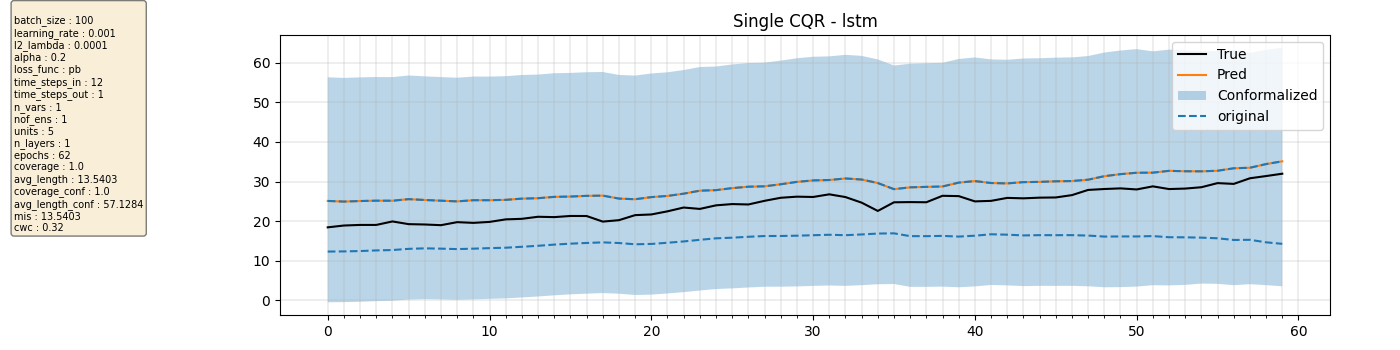 batch_size : 100
learning_rate : 0.001
l2_lambda : 0.0001
alpha : 0.2
loss_func : pb
time_steps_in : 12
time_steps_out : 1
n_vars : 1
nof_ens : 1
units : 5
n_layers : 1
epochs : 62
coverage : 1.0
avg_length : 13.5403
coverage_conf : 1.0
avg_length_conf : 57.1284
mis : 13.5403
cwc : 0.32
Single CQR - lstm
True
Pred
Conformalized
original
60
50
40
30
20
10
0
0 10 20 30 40 50 60